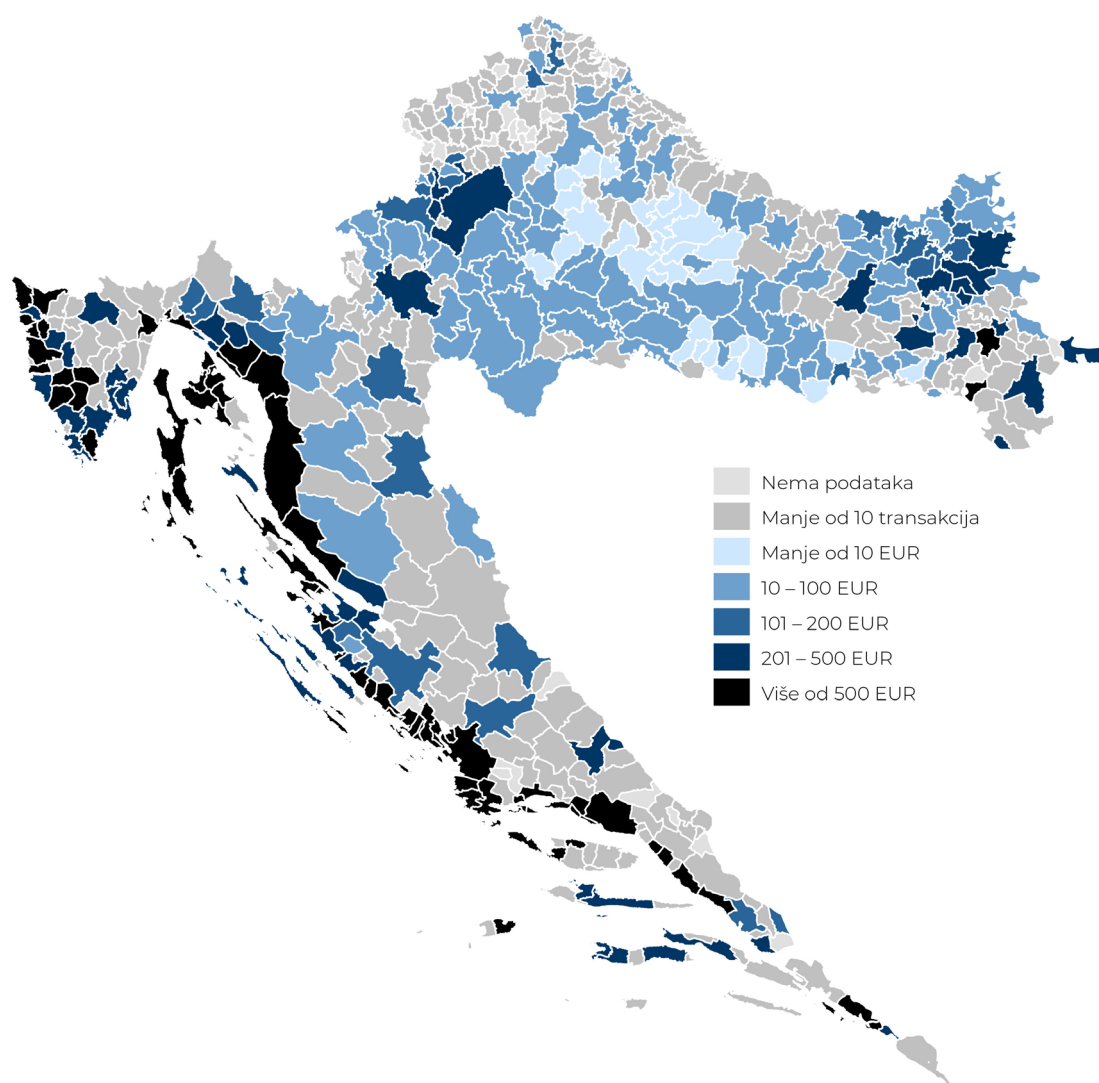 Nema podataka
Manje od 10 transakcija
Manje od 10 EUR
10 – 100 EUR
101 – 200 EUR
201 – 500 EUR
Više od 500 EUR